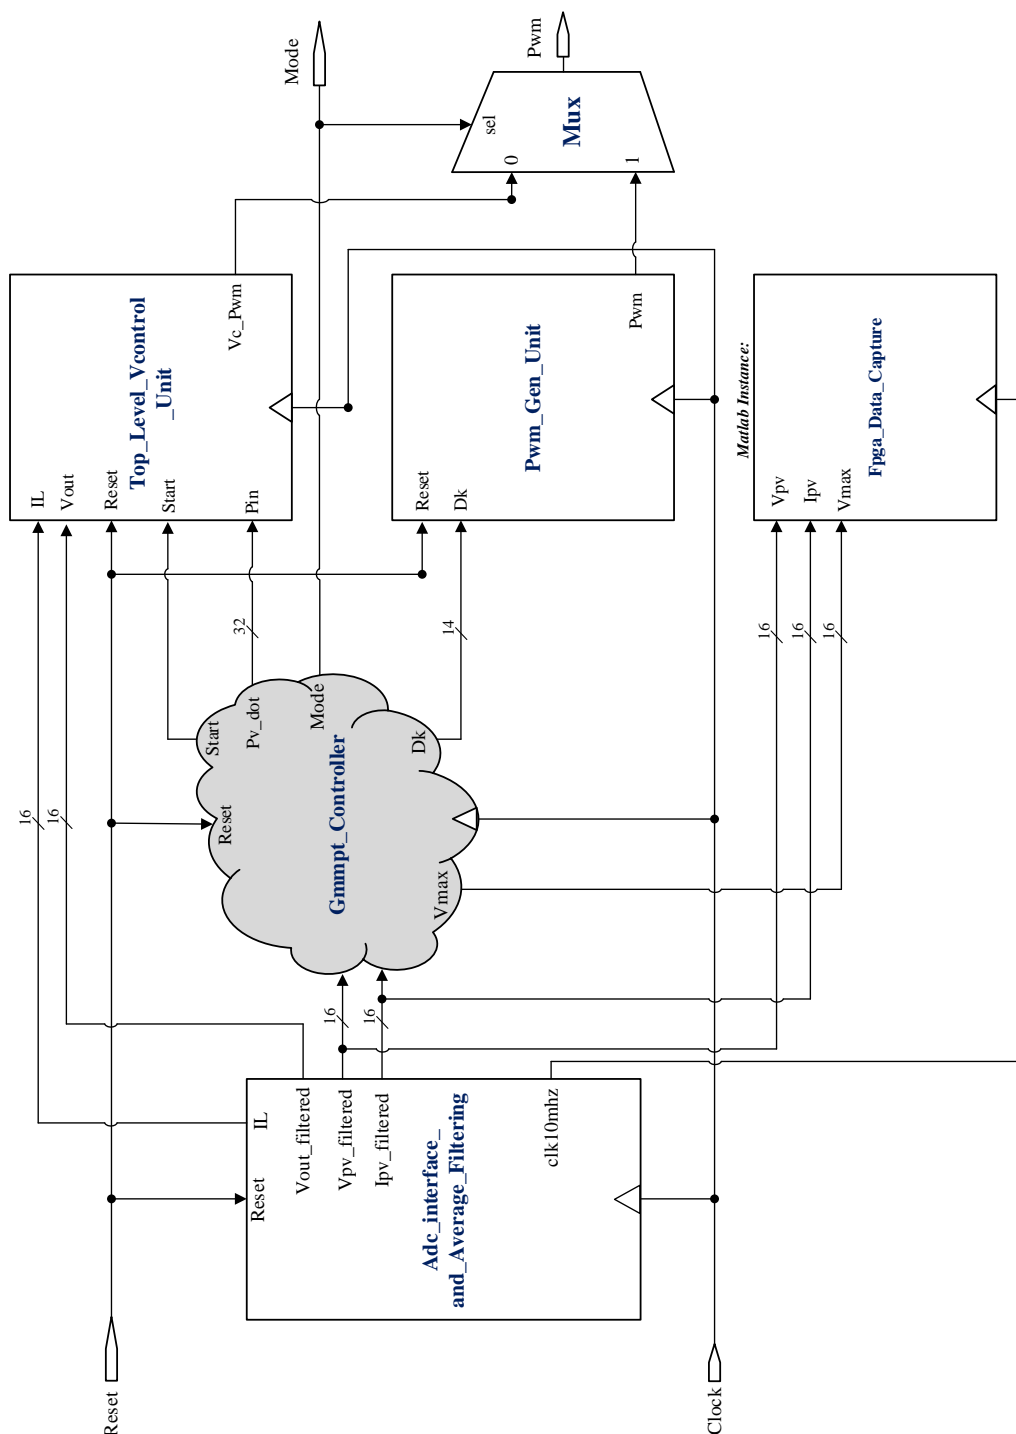 Reset
Clock
Adc_interface_
and_Average_Filtering
Reset
IL
Vout_filtered
Vpv_filtered
Ipv_filtered
clk10mhz
16
16
16
16
Gmmpt_Controller
Reset
Start
Pv_dot
Mode
Dk
Vmax
32
14
16
16
16
Top_Level_Vcontrol
_Unit
IL
Vout
Reset
Start
Pin
Vc_Pwm
Pwm_Gen_Unit
Reset
Dk
Pwm
Matlab Instance:
Fpga_Data_Capture
Vpv
Ipv
Vmax
Mux
sel
0
1
Mode
Pwm